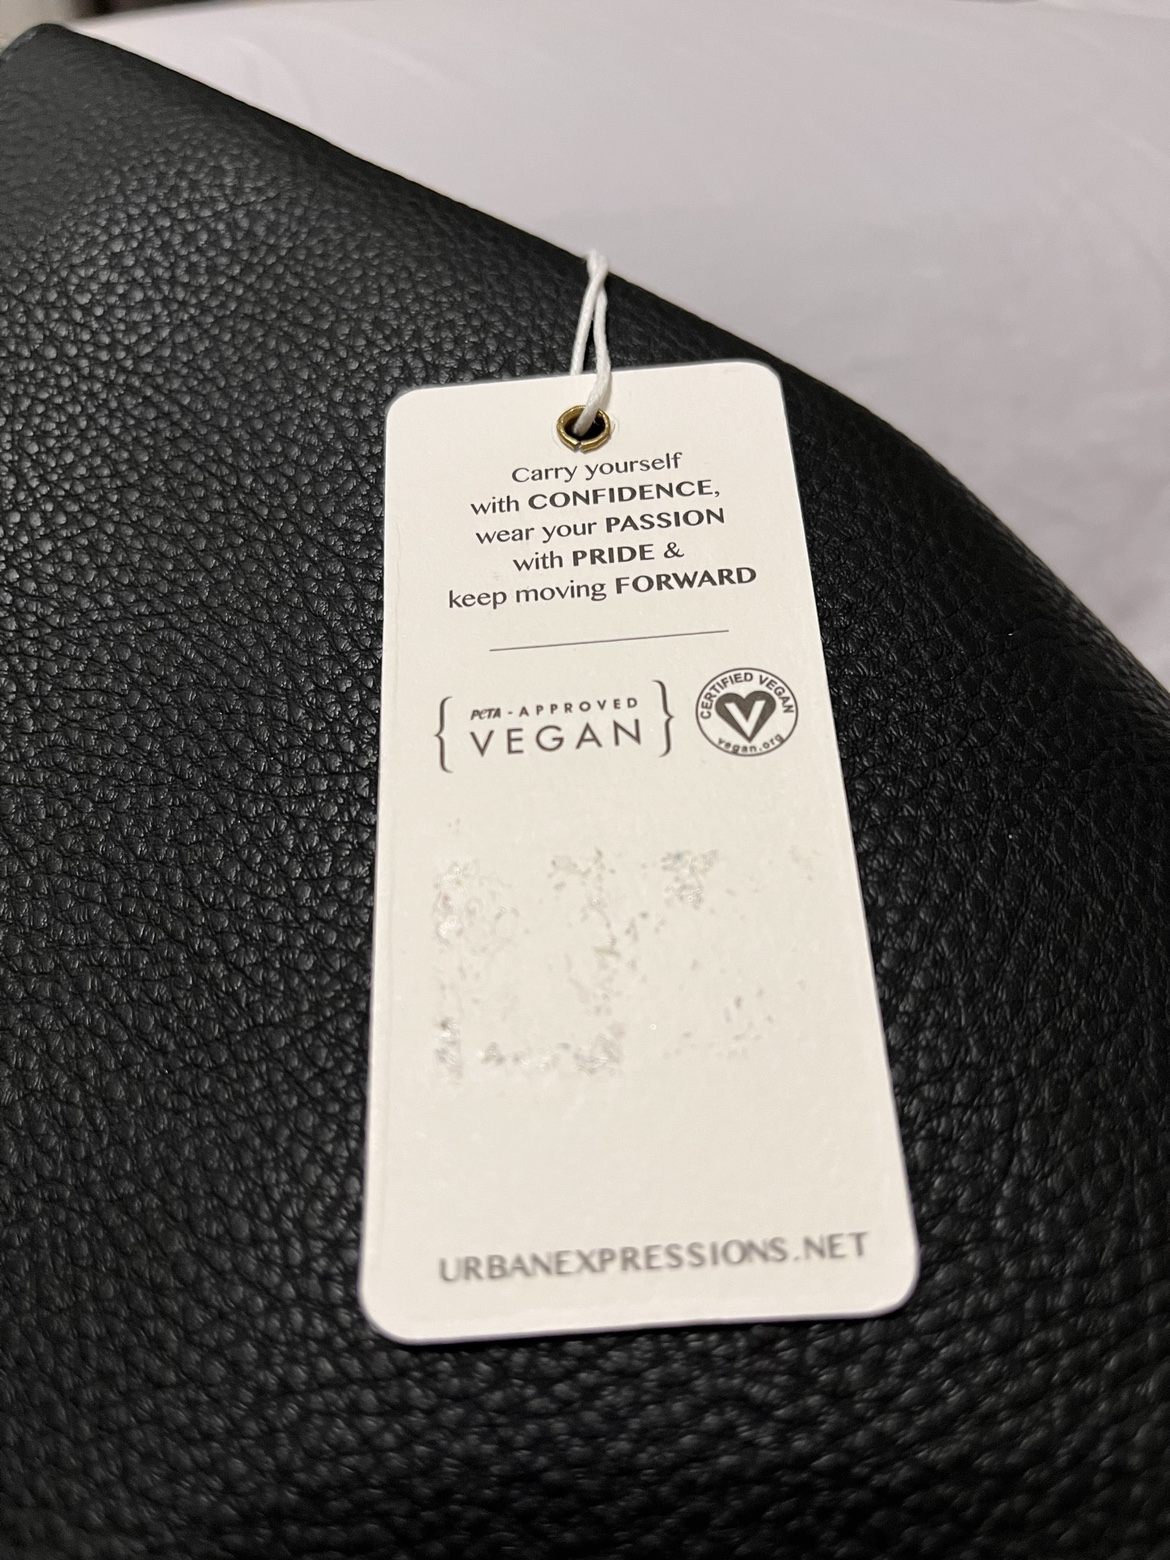 Carry yourself
with CONFIDENCE,
wear your PASSION
with PRIDE &
keep moving FORWARD
{ PETA - APPROVED
VEGAN }
CERTIFIED VEGAN
vegan.org
URBANEXPRESSIONS.NET